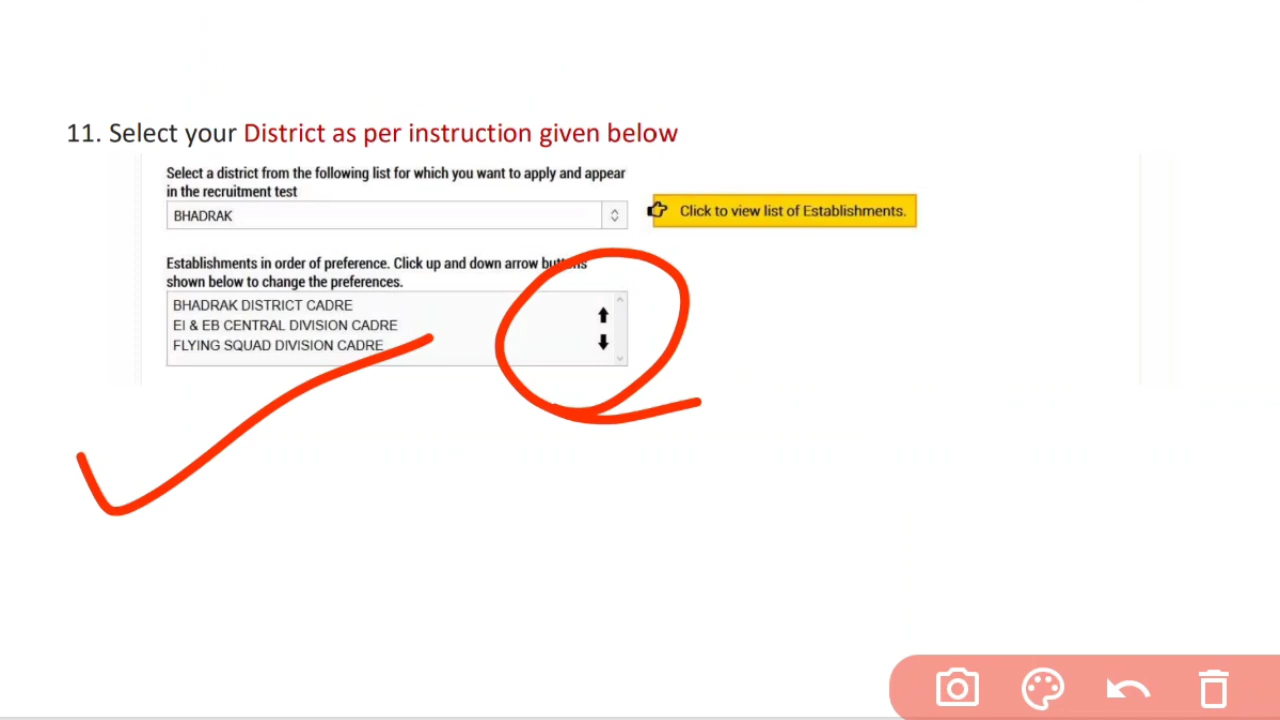 11. Select your District as per instruction given below
Select a district from the following list for which you want to apply and appear
in the recruitment test
BHADRAK
Click to view list of Establishments.
Establishments in order of preference. Click up and down arrow buttons
shown below to change the preferences.
BHADRAK DISTRICT CADRE
EI & EB CENTRAL DIVISION CADRE
FLYING SQUAD DIVISION CADRE